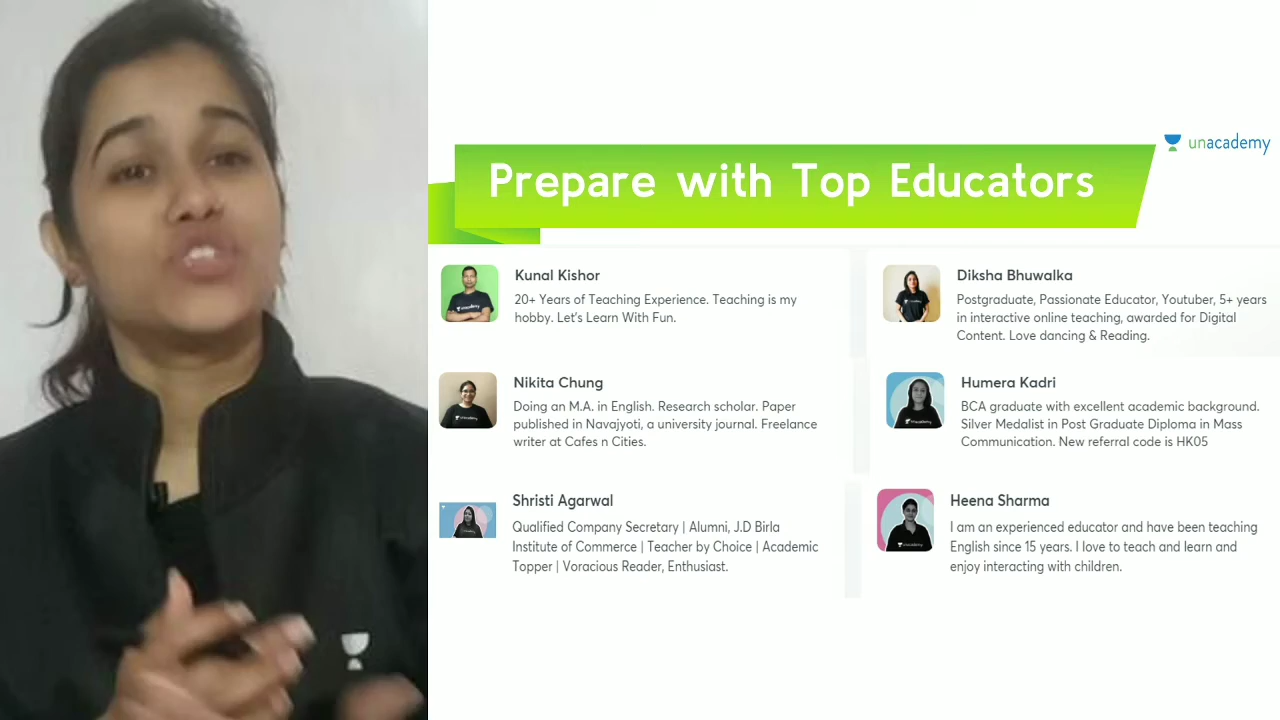 unacademy
Prepare with Top Educators
Kunal Kishor
20+ Years of Teaching Experience. Teaching is my
hobby. Let's Learn With Fun.
Diksha Bhuwalka
Postgraduate, Passionate Educator, Youtuber, 5+ years
in interactive online teaching, awarded for Digital
Content. Love dancing & Reading.
Nikita Chung
Doing an M.A. in English. Research scholar. Paper
published in Navajyoti, a university journal. Freelance
writer at Cafes n Cities.
Humera Kadri
BCA graduate with excellent academic background.
Silver Medalist in Post Graduate Diploma in Mass
Communication. New referral code is HK05
Shristi Agarwal
Qualified Company Secretary | Alumni, J.D Birla
Institute of Commerce | Teacher by Choice | Academic
Topper | Voracious Reader, Enthusiast.
Heena Sharma
I am an experienced educator and have been teaching
English since 15 years. I love to teach and learn and
enjoy interacting with children.